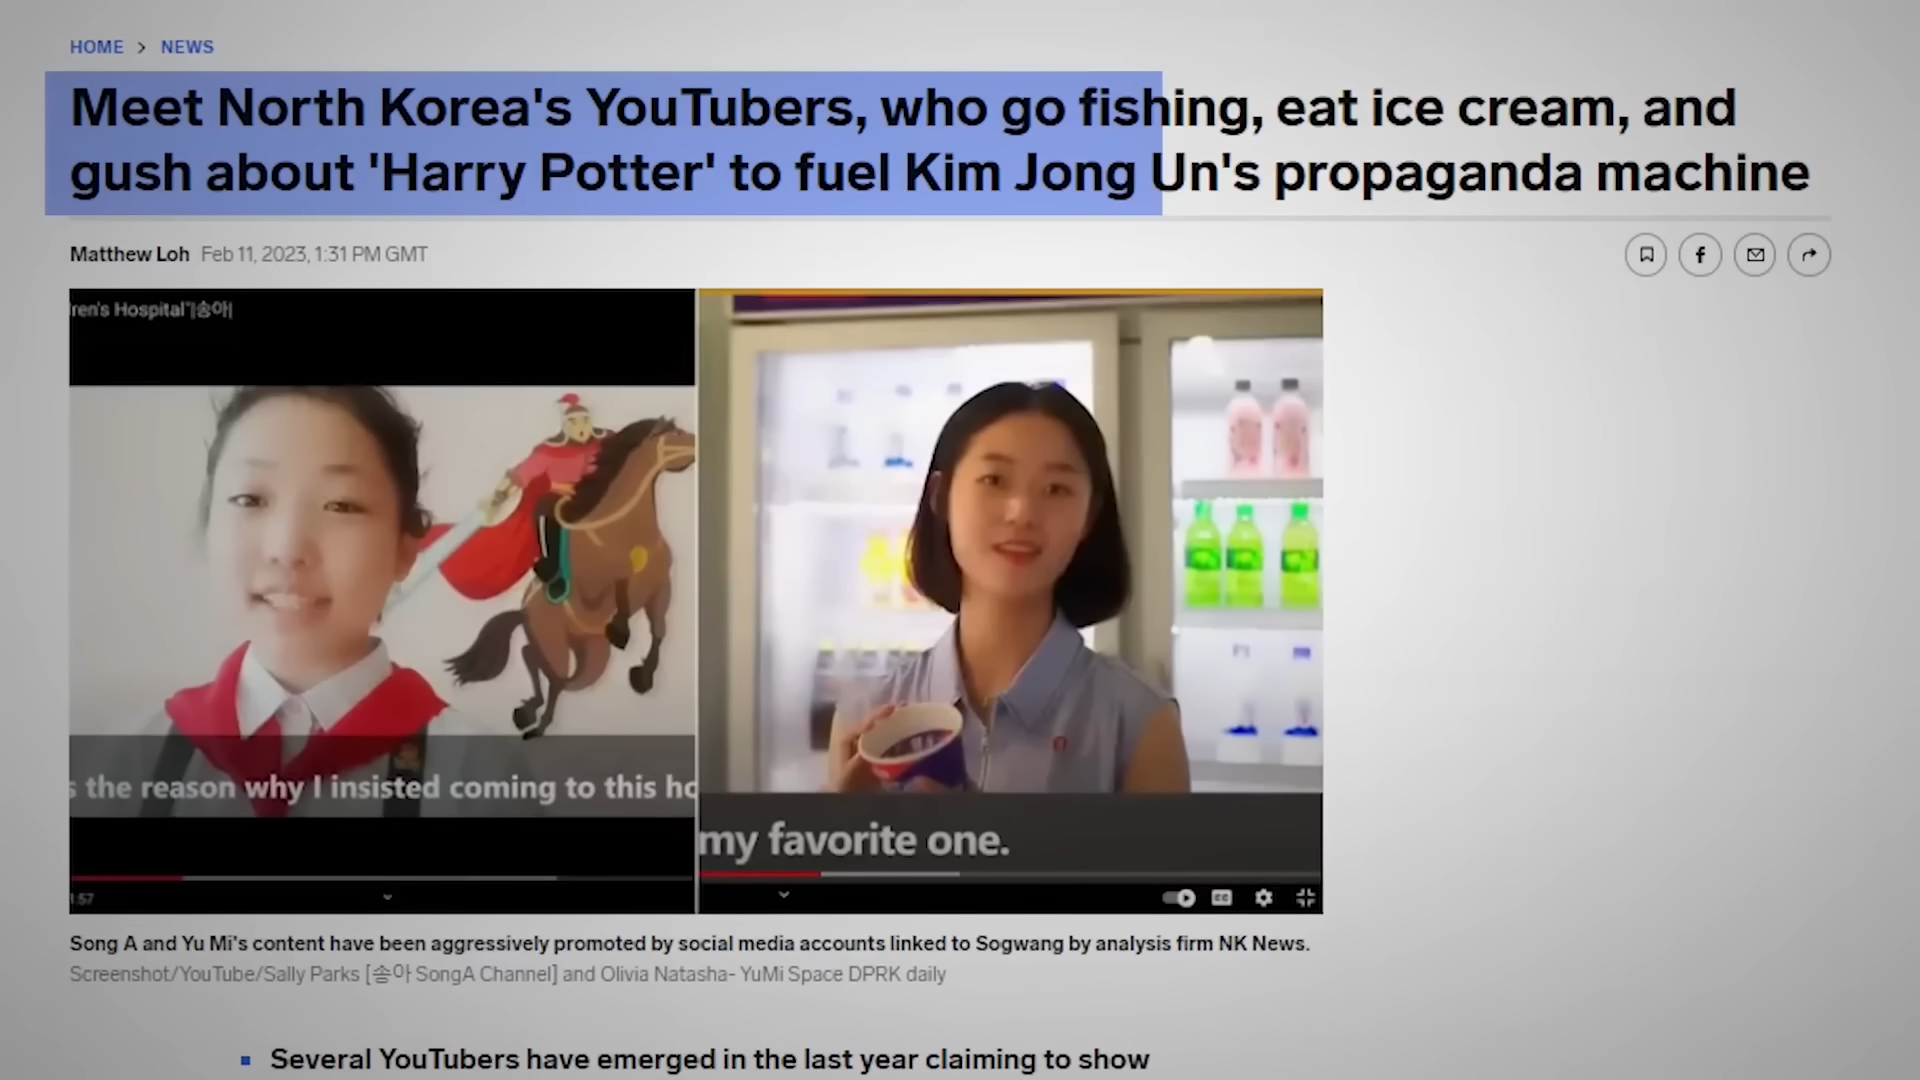 HOME > NEWS
Meet North Korea's YouTubers, who go fishing, eat ice cream, and
gush about 'Harry Potter' to fuel Kim Jong Un's propaganda machine
Matthew Loh Feb 11, 2023, 1:31 PM GMT
ren's Hospital"|송아|
s the reason why I insisted coming to this ho
my favorite one.
:57
CC
Song A and Yu Mi's content have been aggressively promoted by social media accounts linked to Sogwang by analysis firm NK News.
Screenshot/YouTube/Sally Parks [송아 SongA Channel] and Olivia Natasha- YuMi Space DPRK daily
Several YouTubers have emerged in the last year claiming to show